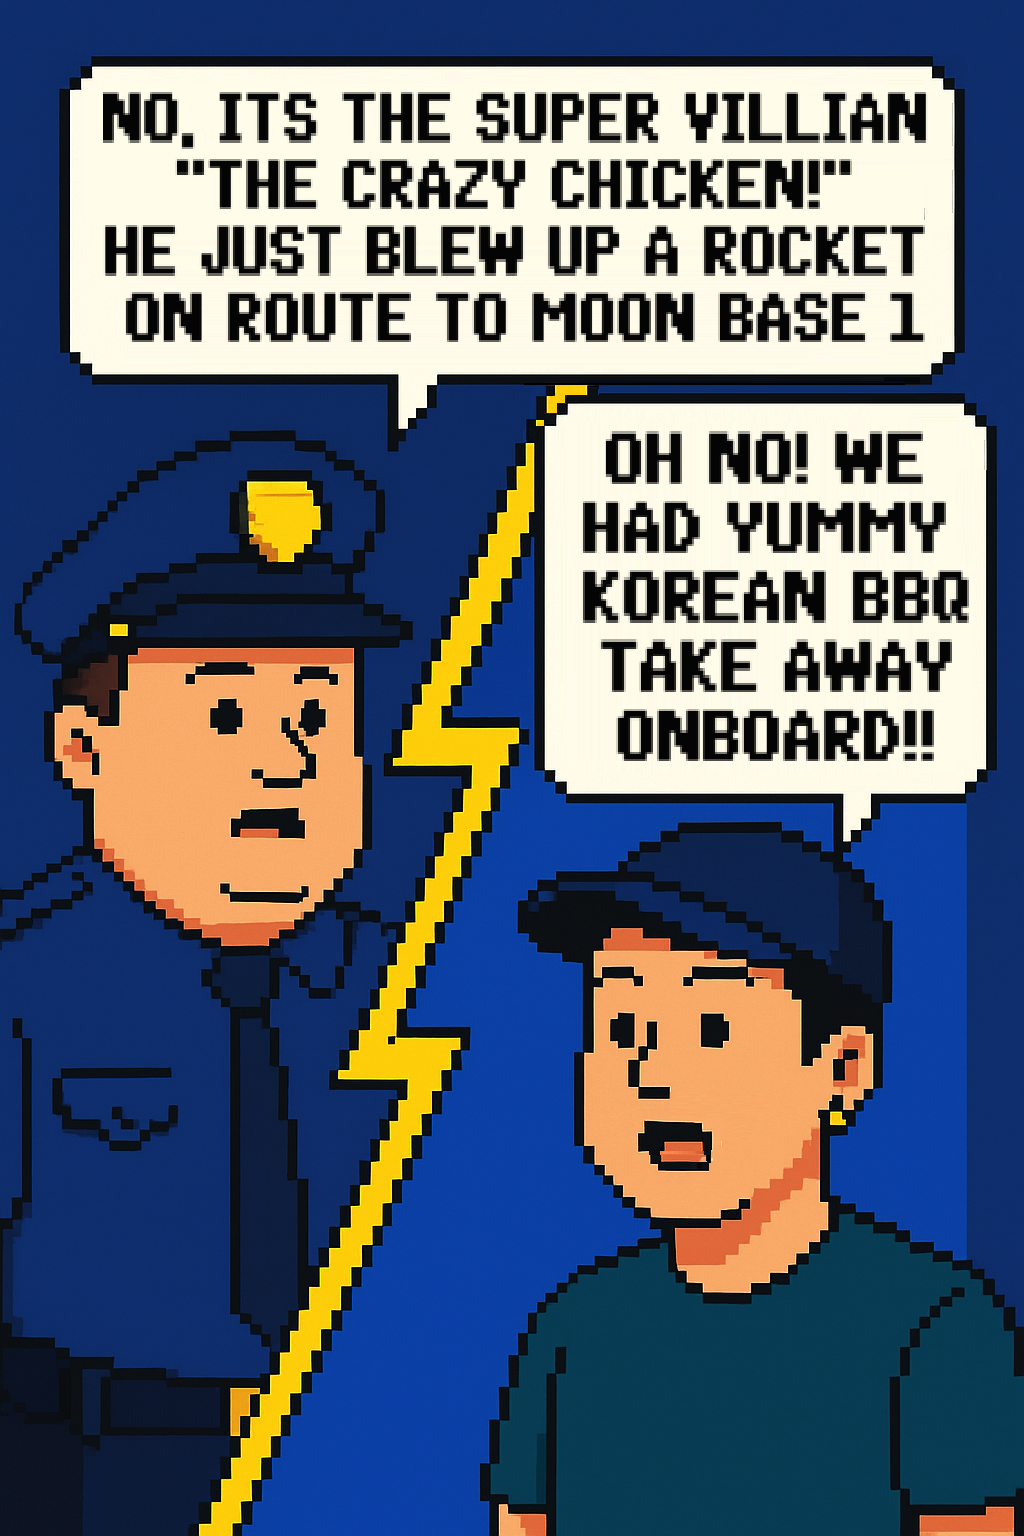 NO, ITS THE SUPER VILLIAN
"THE CRAZY CHICKEN!"
HE JUST BLEW UP A ROCKET
ON ROUTE TO MOON BASE 1
OH NO! WE
HAD YUMMY
KOREAN BBQ
TAKE AWAY
ONBOARD!!